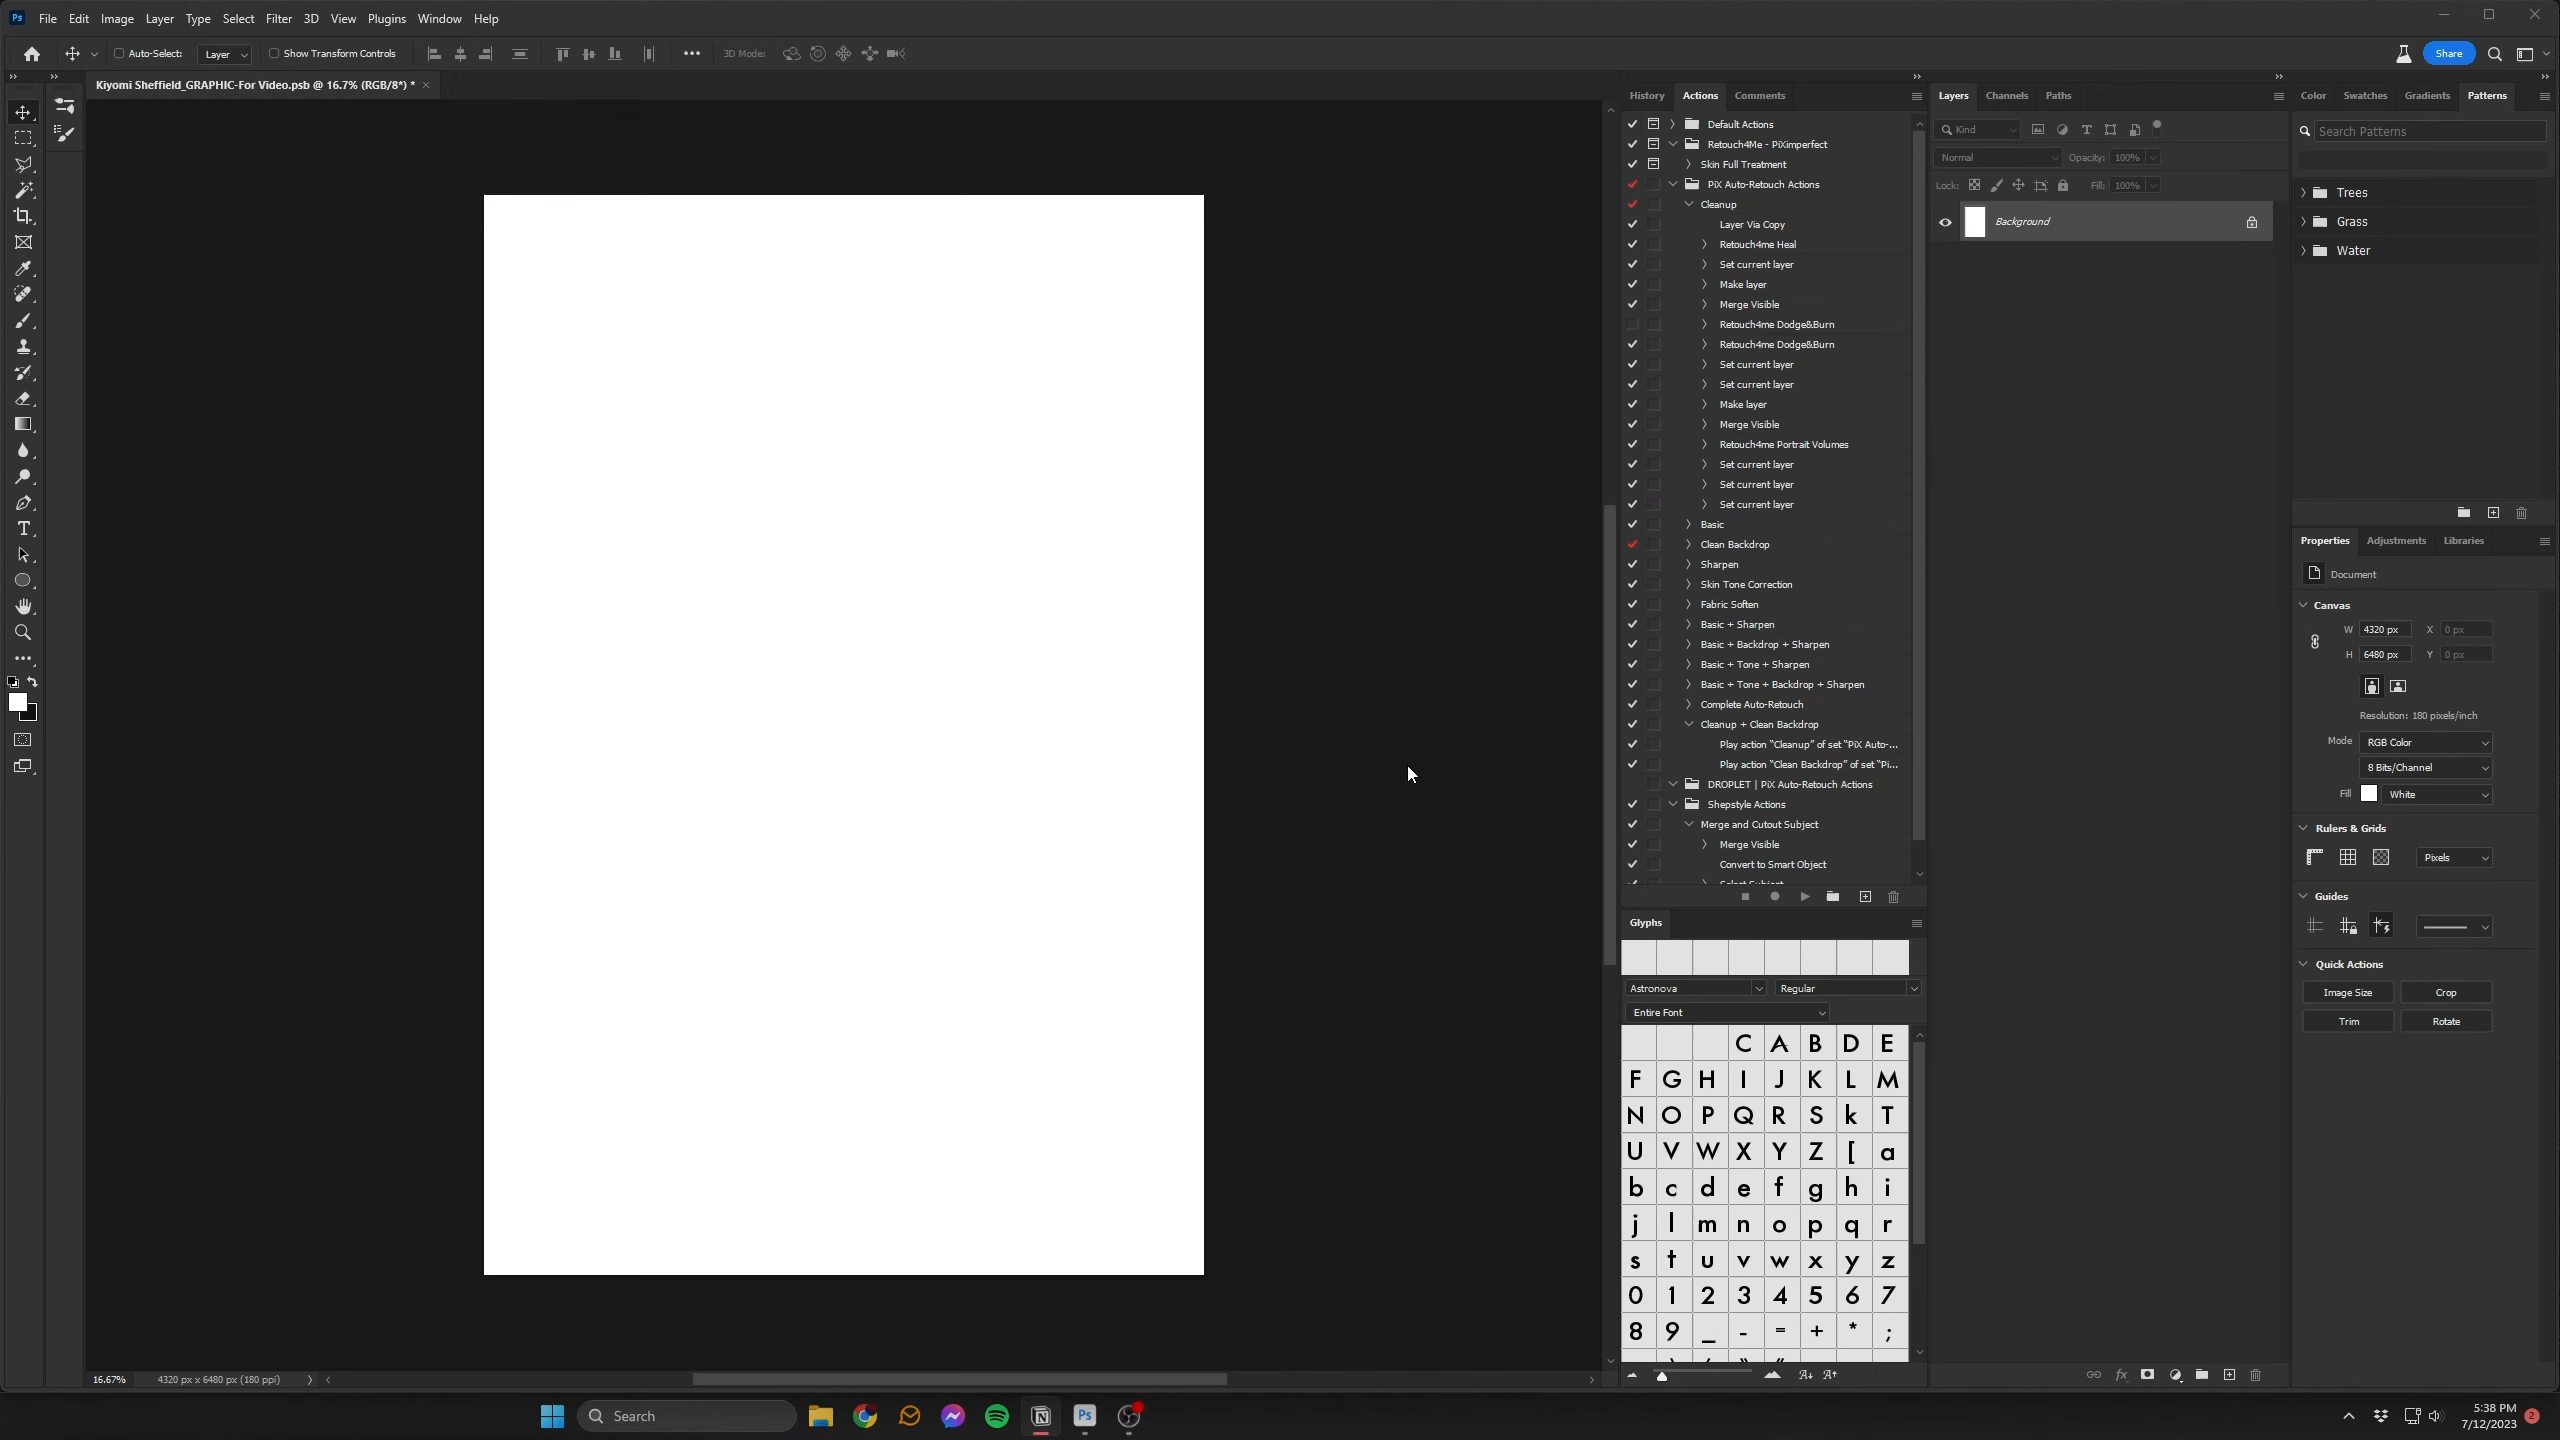 Ps File Edit Image Layer Type Select Filter 3D View Plugins Window Help
Auto-Select: Layer Show Transform Controls 3D Mode: Share
Kiyomi Sheffield_GRAPHIC-For Video.psb @ 16.7% (RGB/8*) *
History Actions Comments
Default Actions
Retouch4Me - PiXimperfect
Skin Full Treatment
PiX Auto-Retouch Actions
Cleanup
Layer Via Copy
Retouch4me Heal
Set current layer
Make layer
Merge Visible
Retouch4me Dodge&Burn
Retouch4me Dodge&Burn
Set current layer
Set current layer
Make layer
Merge Visible
Retouch4me Portrait Volumes
Set current layer
Set current layer
Set current layer
Basic
Clean Backdrop
Sharpen
Skin Tone Correction
Fabric Soften
Basic + Sharpen
Basic + Backdrop + Sharpen
Basic + Tone + Sharpen
Basic + Tone + Backdrop + Sharpen
Complete Auto-Retouch
Cleanup + Clean Backdrop
Play action “Cleanup” of set “PiX Auto-...
Play action “Clean Backdrop” of set “Pi...
DROPLET | PiX Auto-Retouch Actions
Shepstyle Actions
Merge and Cutout Subject
Merge Visible
Convert to Smart Object
Select Subject
Glyphs
Astronova Regular
Entire Font
C A B D E
F G H I J K L M
N O P Q R S k T
U V W X Y Z [ a
b c d e f g h i
j l m n o p q r
s t u v w x y z
0 1 2 3 4 5 6 7
8 9 _ - = + * ;
Layers Channels Paths
Kind
Normal Opacity: 100%
Lock: Fill: 100%
Background
Color Swatches Gradients Patterns
Search Patterns
Trees
Grass
Water
Properties Adjustments Libraries
Document
Canvas
W 4320 px X 0 px
H 6480 px Y 0 px
Resolution: 180 pixels/inch
Mode RGB Color
8 Bits/Channel
Fill White
Rulers & Grids
Pixels
Guides
Quick Actions
Image Size Crop
Trim Rotate
16.67% 4320 px x 6480 px (180 ppi)
Search
Ps
5:38 PM
7/12/2023
2